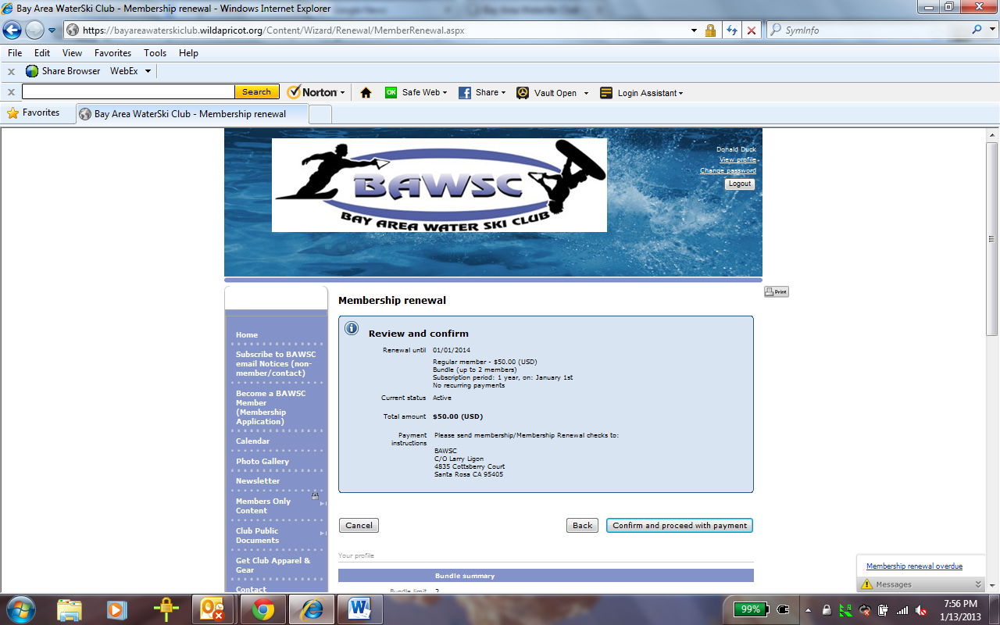 Bay Area WaterSki Club - Membership renewal - Windows Internet Explorer
https://bayareawaterskiclub.wildapricot.org/Content/Wizard/Renewal/MemberRenewal.aspx
SymInfo
File Edit View Favorites Tools Help
x Share Browser WebEx
x Search Norton Safe Web Share Vault Open Login Assistant
OK
Favorites Bay Area WaterSki Club - Membership renewal
BAWSC
BAY AREA WATER SKI CLUB
Donald Duck
View profile
Change password
Logout
Print
Home
Subscribe to BAWSC
email Notices (non-
member/contact)
Become a BAWSC
Member
(Membership
Application)
Calendar
Photo Gallery
Newsletter
Members Only
Content
Club Public
Documents
Get Club Apparel &
Gear
Contact
Membership renewal
Review and confirm
Renewal until 01/01/2014
Regular member - $50.00 (USD)
Bundle (up to 2 members)
Subscription period: 1 year, on: January 1st
No recurring payments
Current status Active
Total amount $50.00 (USD)
Payment
instructions
Please send membership/Membership Renewal checks to:
BAWSC
C/O Larry Ligon
4835 Cottsberry Court
Santa Rosa CA 95405
Cancel Back Confirm and proceed with payment
Your profile
Bundle summary
Bundle limit 2
Membership renewal overdue
Messages
99%
7:56 PM
1/13/2013